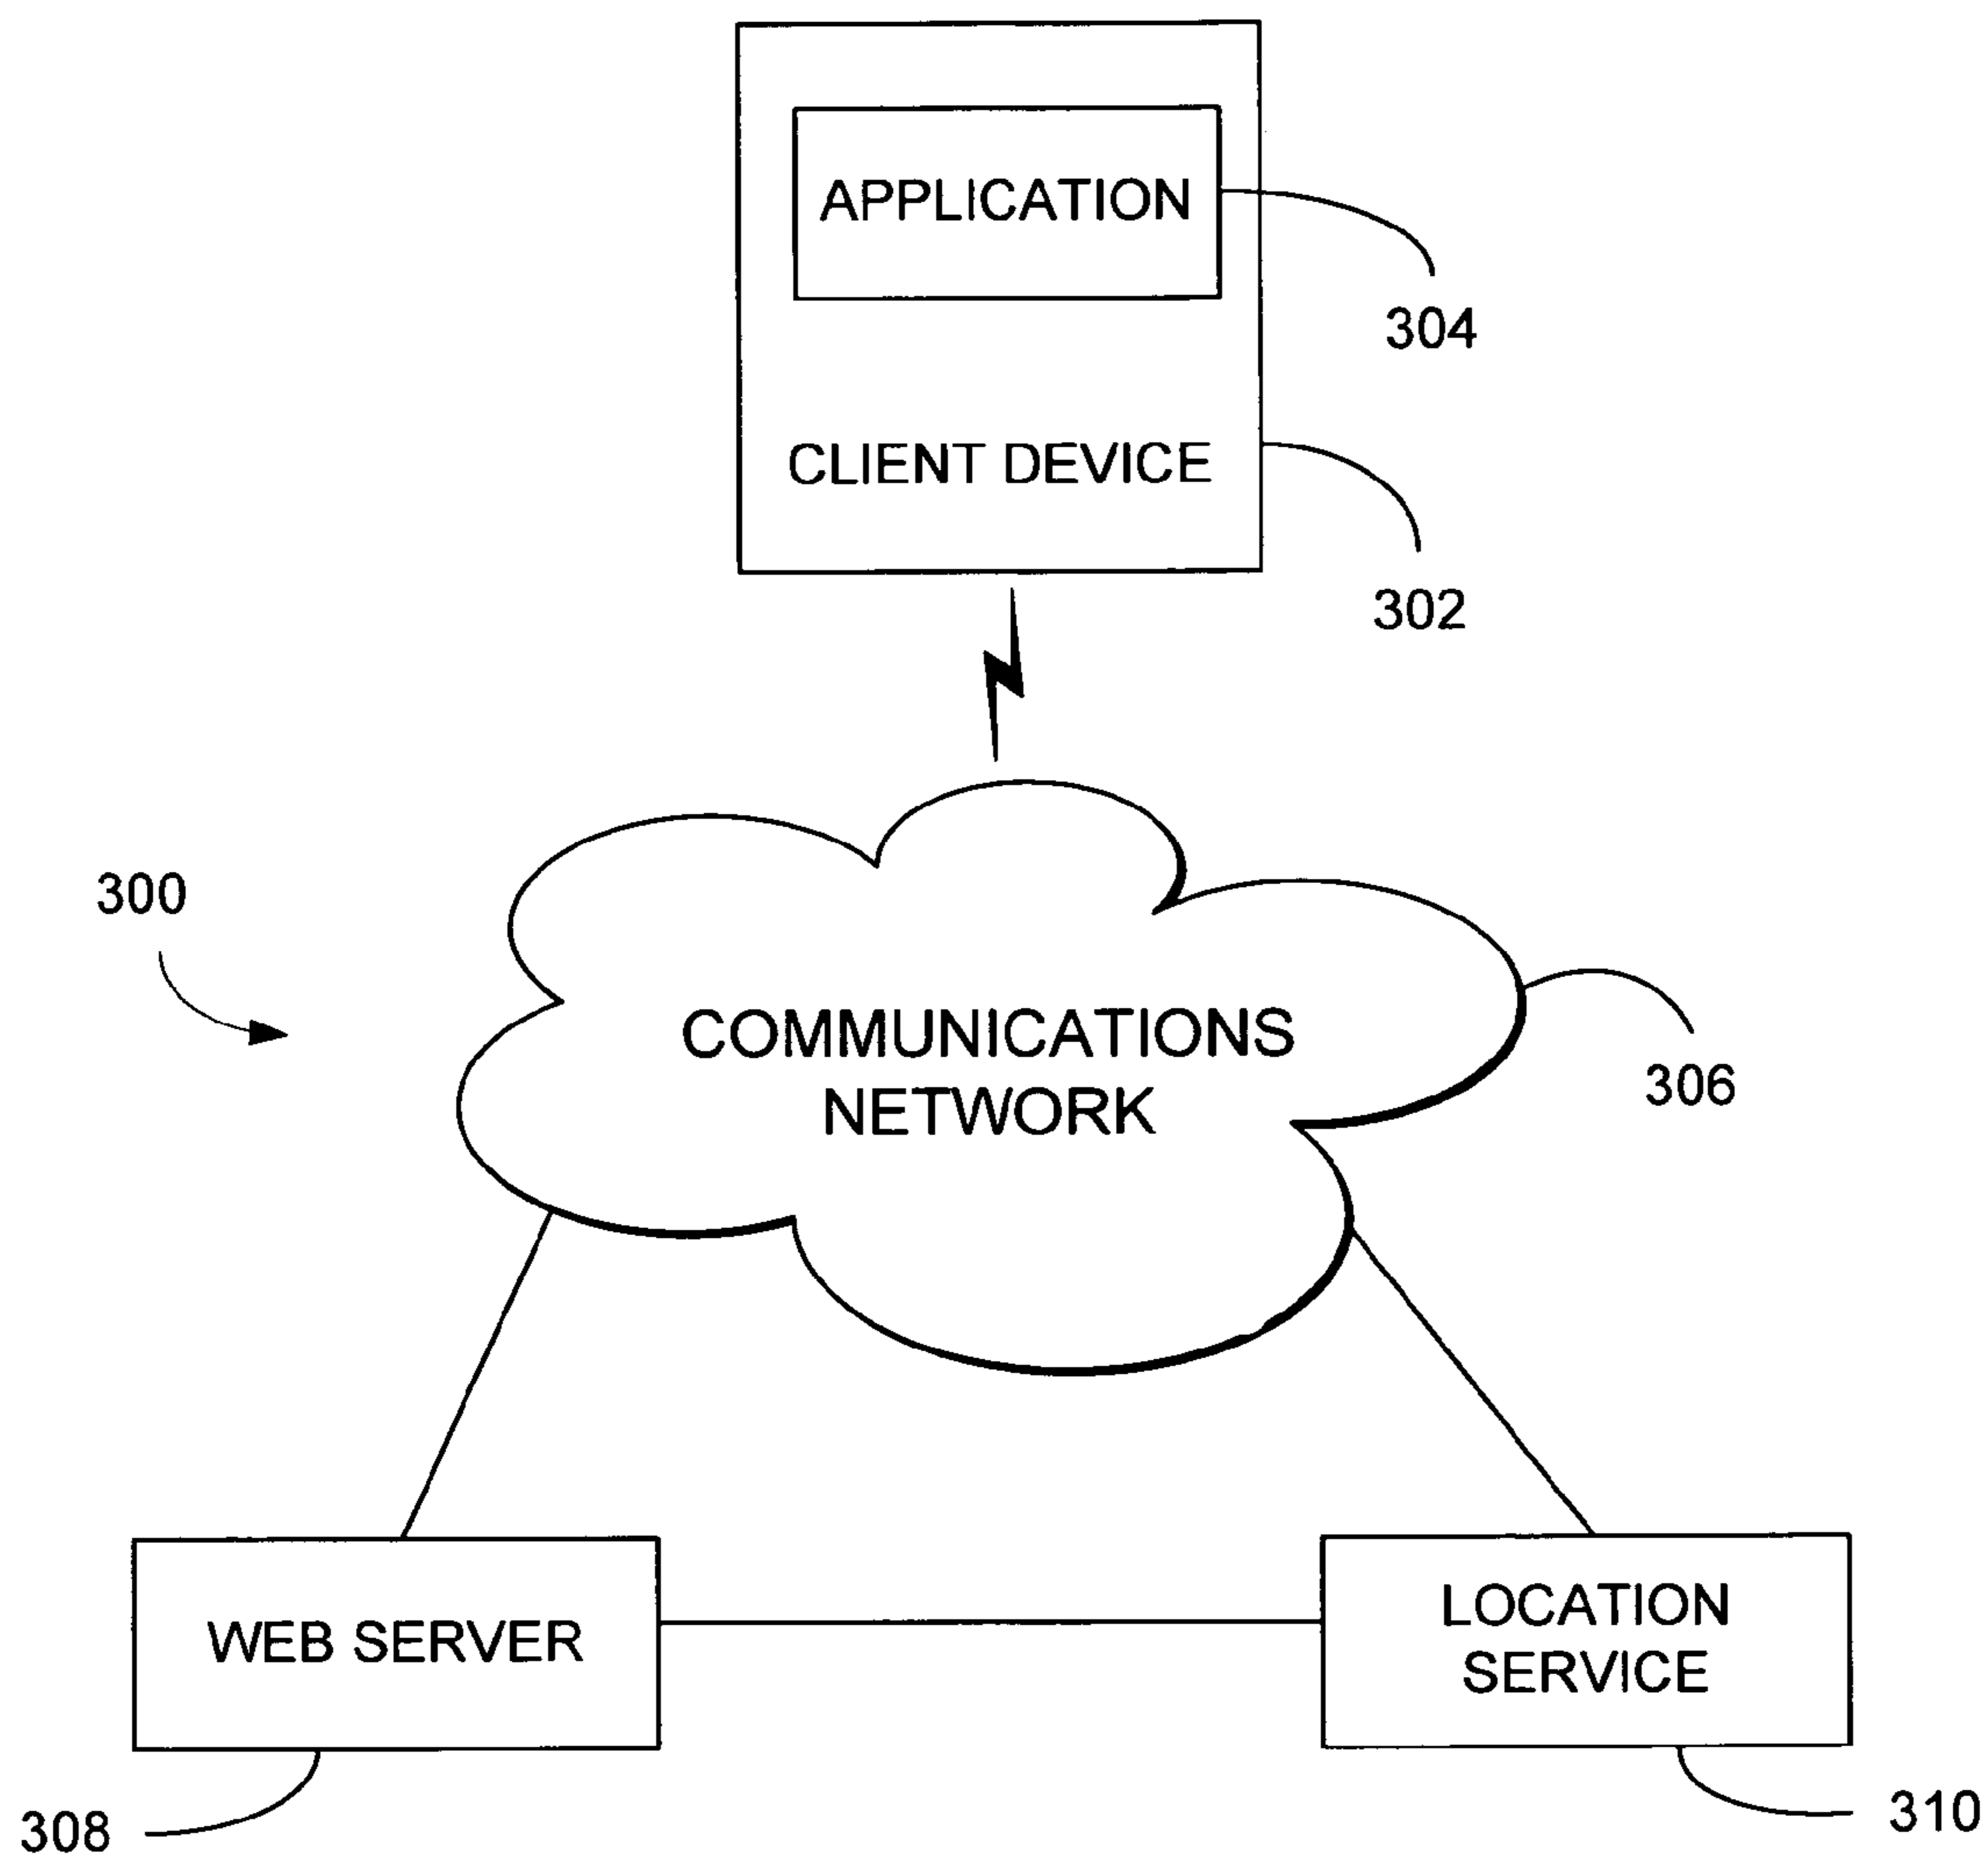 APPLICATION
304
CLIENT DEVICE
302
300
COMMUNICATIONS
NETWORK
306
WEB SERVER
LOCATION
SERVICE
308
310